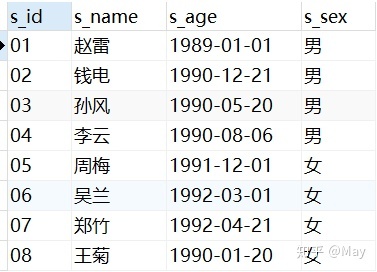 s_id s_name s_age s_sex
01 赵雷 1989-01-01 男
02 钱电 1990-12-21 男
03 孙风 1990-05-20 男
04 李云 1990-08-06 男
05 周梅 1991-12-01 女
06 吴兰 1992-03-01 女
07 郑竹 1992-04-21 女
08 王菊 1990-01-20 女
知乎 @May